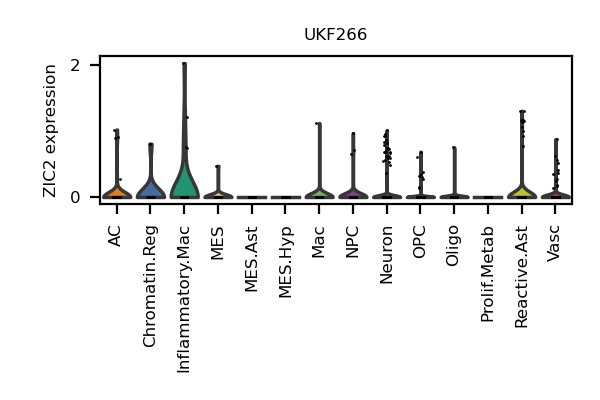 UKF266
ZIC2 expression
2
0
AC
Chromatin.Reg
Inflammatory.Mac
MES
MES.Ast
MES.Hyp
Mac
NPC
Neuron
OPC
Oligo
Prolif.Metab
Reactive.Ast
Vasc